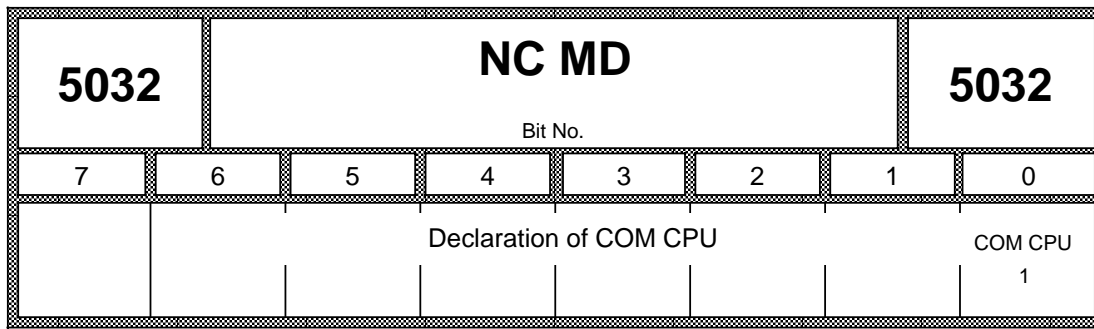 5032 NC MD 5032
Bit No.
7 6 5 4 3 2 1 0
Declaration of COM CPU COM CPU
1